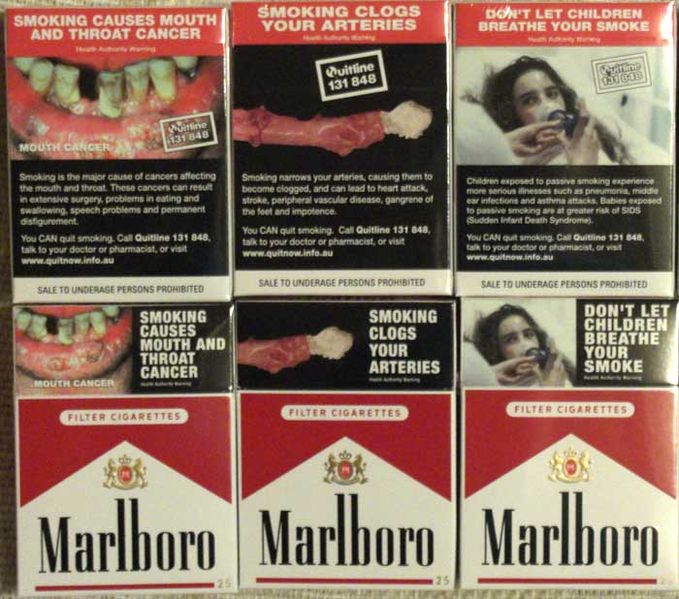 SMOKING CAUSES MOUTH
AND THROAT CANCER
Health Authority Warning
Quitline
131 848
MOUTH CANCER
Smoking is the major cause of cancers affecting
the mouth and throat. These cancers can result
in extensive surgery, problems in eating and
swallowing, speech problems and permanent
disfigurement.
You CAN quit smoking. Call Quitline 131 848,
talk to your doctor or pharmacist, or visit
www.quitnow.info.au
SALE TO UNDERAGE PERSONS PROHIBITED
SMOKING CLOGS
YOUR ARTERIES
Health Authority Warning
Quitline
131 848
Smoking narrows your arteries, causing them to
become clogged, and can lead to heart attack,
stroke, peripheral vascular disease, gangrene of
the feet and impotence.
You CAN quit smoking. Call Quitline 131 848,
talk to your doctor or pharmacist, or visit
www.quitnow.info.au
SALE TO UNDERAGE PERSONS PROHIBITED
DON'T LET CHILDREN
BREATHE YOUR SMOKE
Health Authority Warning
Quitline
131 848
Children exposed to passive smoking experience
more serious illnesses such as pneumonia, middle
ear infections and asthma attacks. Babies exposed
to passive smoking are at greater risk of SIDS
(Sudden Infant Death Syndrome).
You CAN quit smoking. Call Quitline 131 848,
talk to your doctor or pharmacist, or visit
www.quitnow.info.au
SALE TO UNDERAGE PERSONS PROHIBITED
MOUTH CANCER
SMOKING
CAUSES
MOUTH AND
THROAT
CANCER
Health Authority Warning
FILTER CIGARETTES
Marlboro
25
SMOKING
CLOGS
YOUR
ARTERIES
Health Authority Warning
FILTER CIGARETTES
Marlboro
25
DON'T LET
CHILDREN
BREATHE
YOUR
SMOKE
Health Authority Warning
FILTER CIGARETTES
Marlboro